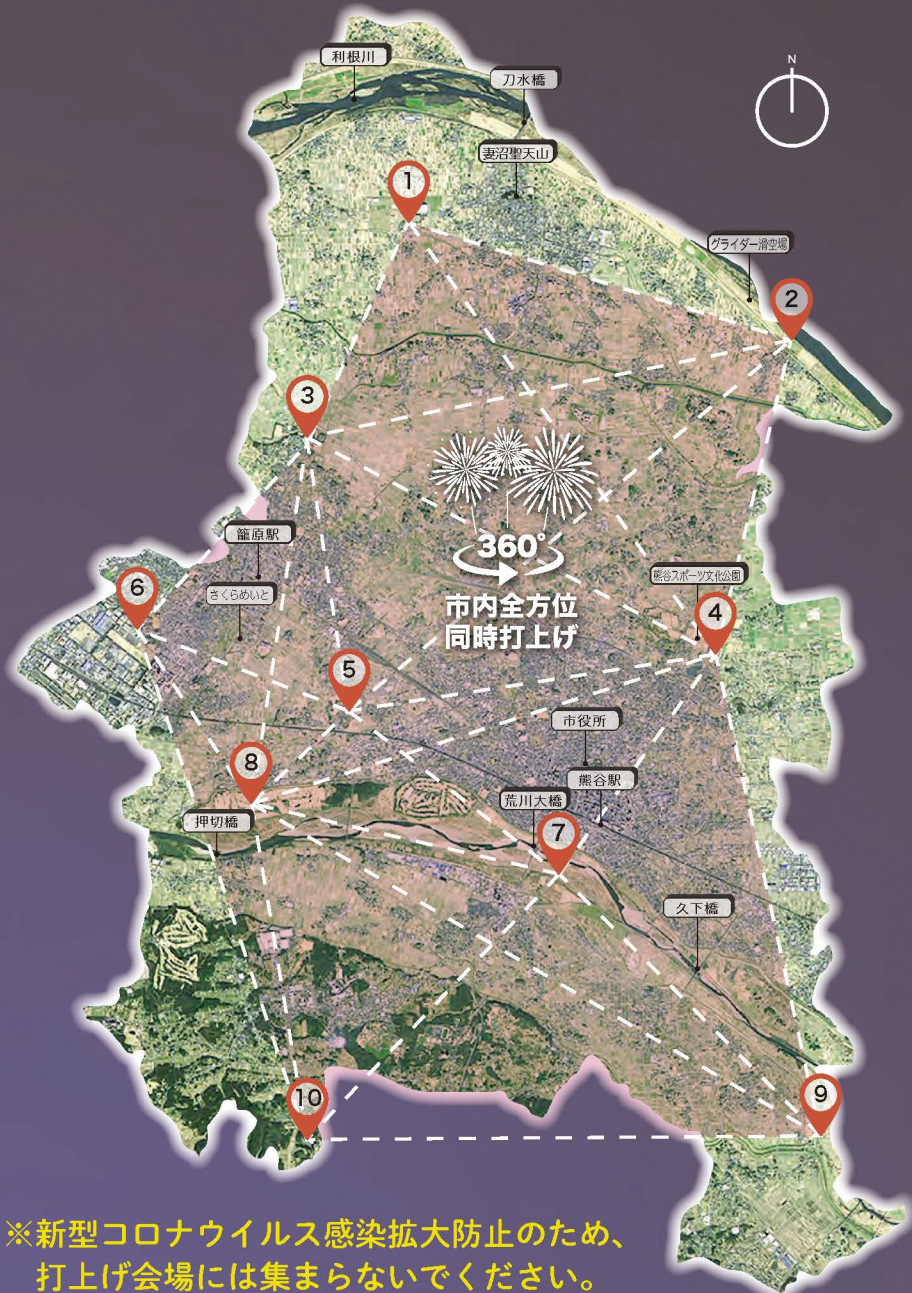 利根川
刀水橋
N
妻沼聖天山
1
グライダー滑空場
2
3
籠原駅
360°
熊谷スポーツ文化公園
6
さくらめいと
市内全方位
同時打上げ
4
5
市役所
8
熊谷駅
荒川大橋
押切橋
7
久下橋
10
9
※新型コロナウイルス感染拡大防止のため、
打上げ会場には集まらないでください。